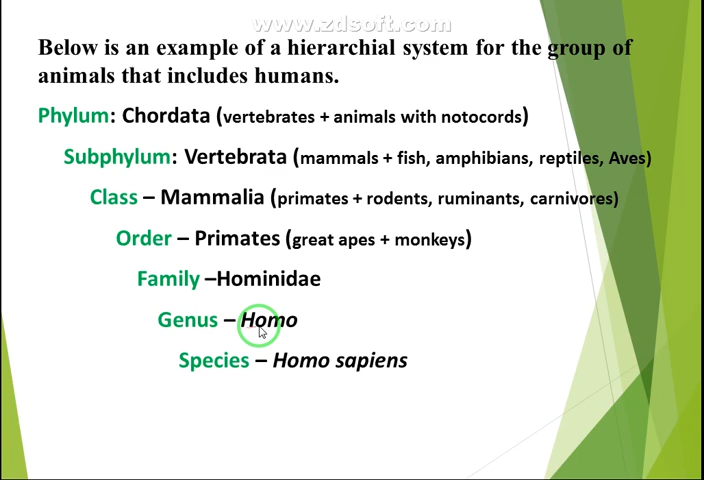 www.zdsoft.com
Below is an example of a hierarchial system for the group of
animals that includes humans.
Phylum: Chordata (vertebrates + animals with notocords)
Subphylum: Vertebrata (mammals + fish, amphibians, reptiles, Aves)
Class – Mammalia (primates + rodents, ruminants, carnivores)
Order – Primates (great apes + monkeys)
Family –Hominidae
Genus – Homo
Species – Homo sapiens